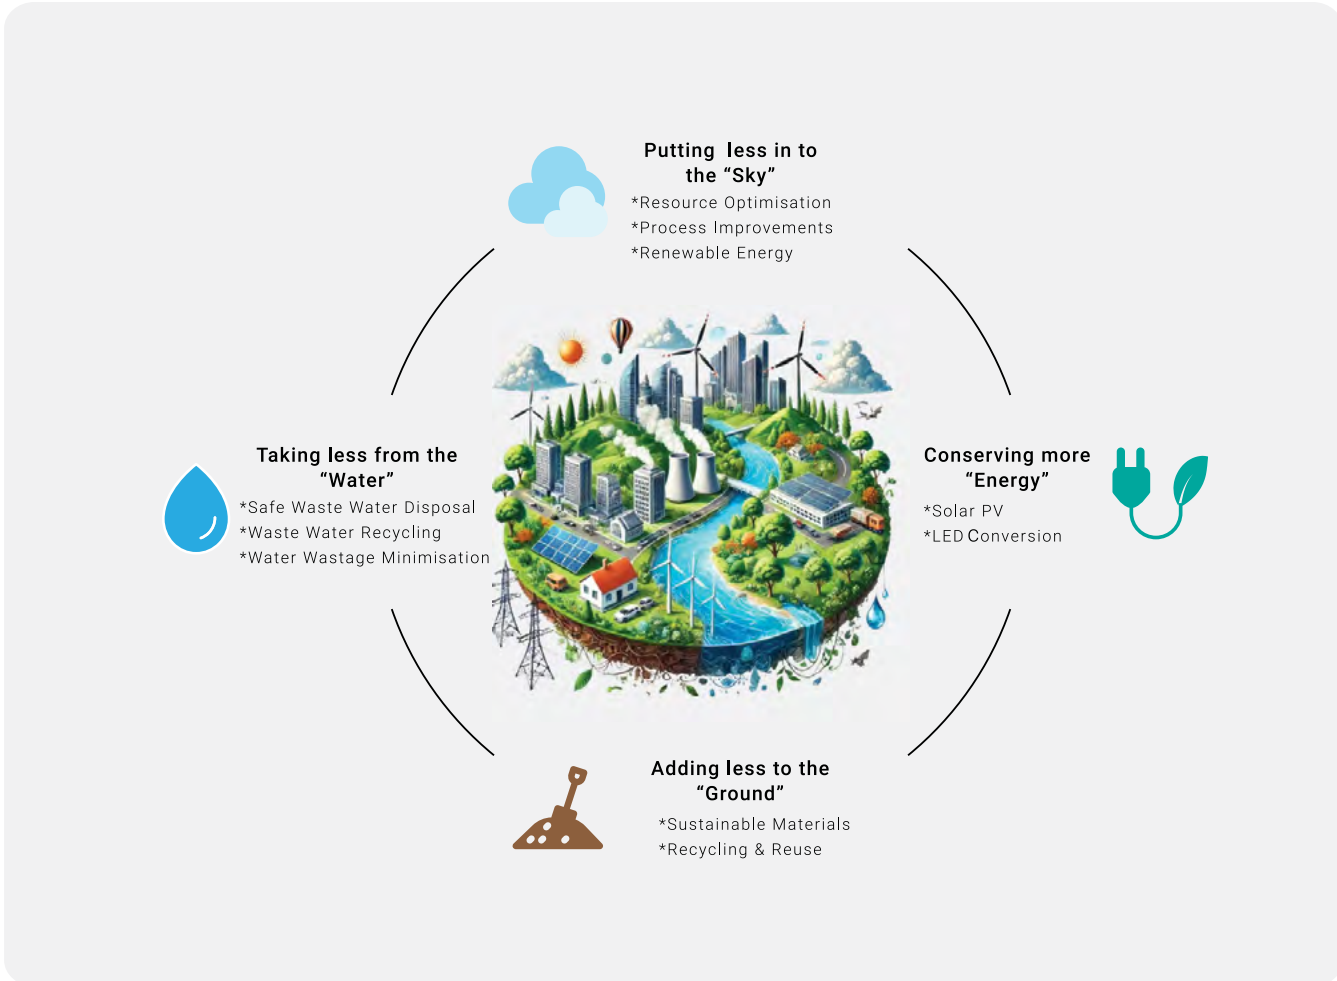 Putting less in to
the “Sky”
*Resource Optimisation
*Process Improvements
*Renewable Energy
Taking less from the
“Water”
*Safe Waste Water Disposal
*Waste Water Recycling
*Water Wastage Minimisation
Conserving more
“Energy”
*Solar PV
*LED Conversion
Adding less to the
“Ground”
*Sustainable Materials
*Recycling & Reuse